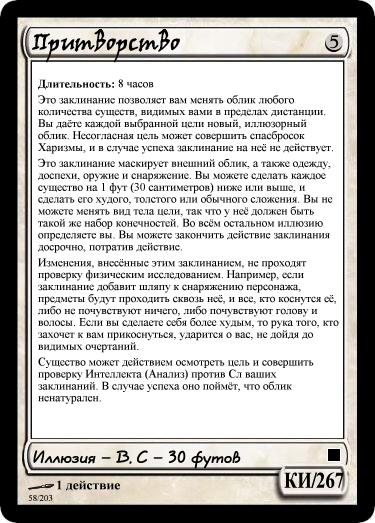 Притворство
5
Длительность: 8 часов
Это заклинание позволяет вам менять облик любого
количества существ, видимых вами в пределах дистанции.
Вы даёте каждой выбранной цели новый, иллюзорный
облик. Несогласная цель может совершить спасбросок
Харизмы, и в случае успеха заклинание на неё не действует.
Это заклинание маскирует внешний облик, а также одежду,
доспехи, оружие и снаряжение. Вы можете сделать каждое
существо на 1 фут (30 сантиметров) ниже или выше, и
сделать его худого, толстого или обычного сложения. Вы не
можете менять вид тела цели, так что у неё должен быть
такой же набор конечностей. Во всём остальном иллюзию
определяете вы. Вы можете закончить действие заклинания
досрочно, потратив действие.
Изменения, внесённые этим заклинанием, не проходят
проверку физическим исследованием. Например, если
заклинание добавит шляпу к снаряжению персонажа,
предметы будут проходить сквозь неё, и все, кто коснутся её,
либо не почувствуют ничего, либо почувствуют голову и
волосы. Если вы сделаете себя более худым, то рука того, кто
захочет к вам прикоснуться, ударится о вас, не дойдя до
видимых очертаний.
Существо может действием осмотреть цель и совершить
проверку Интеллекта (Анализ) против Сл ваших
заклинаний. В случае успеха оно поймёт, что облик
ненатурален.
Иллюзия – В, С – 30 футов
КИ/267
1 действие
58/203